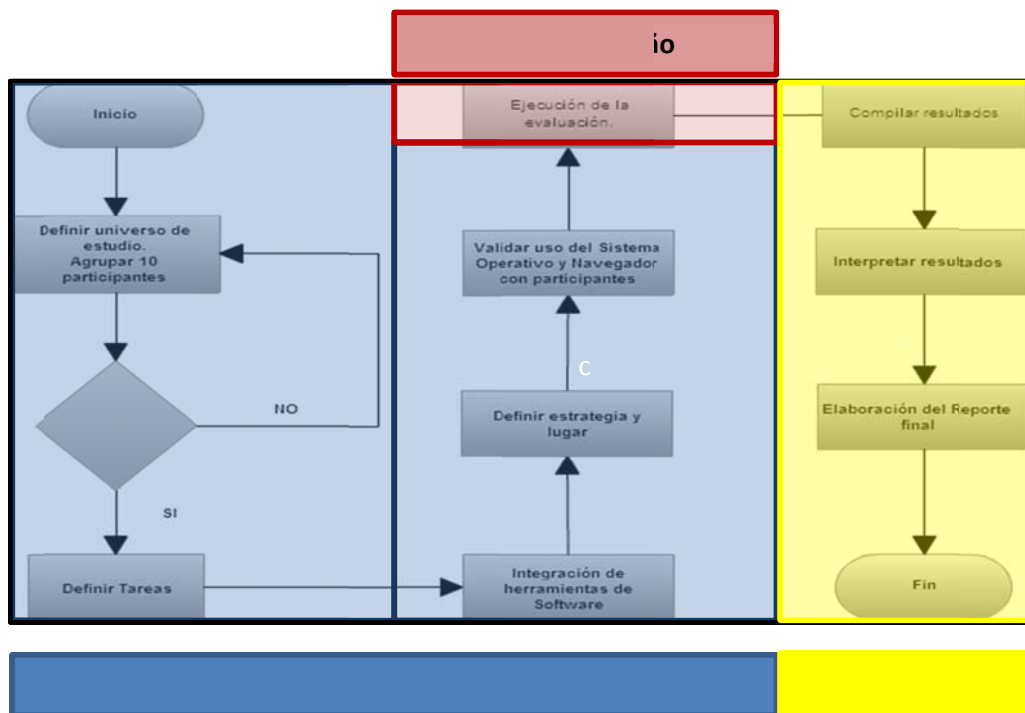 ño
Inicio
Definir universo de
estudio.
Agrupar 10
participantes
NO
SI
Definir Tareas
Ejecución de la
evaluación.
Validar uso del Sistema
Operativo y Navegador
con participantes
C
Definir estrategia y
lugar
Integración de
herramientas de
Software
Compilar resultados
Interpretar resultados
Elaboración del Reporte
final
Fin